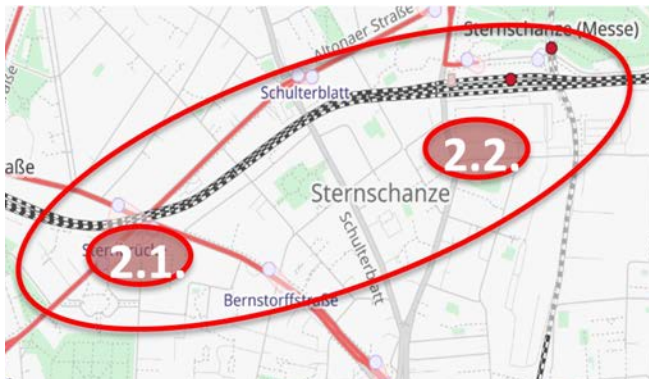 Sternschanze (Messe)
Altonaer Straße
Schulterblatt
aße
2.2.
Sternschanze
Schulterblatt
2.1.
Bernstorffstraße